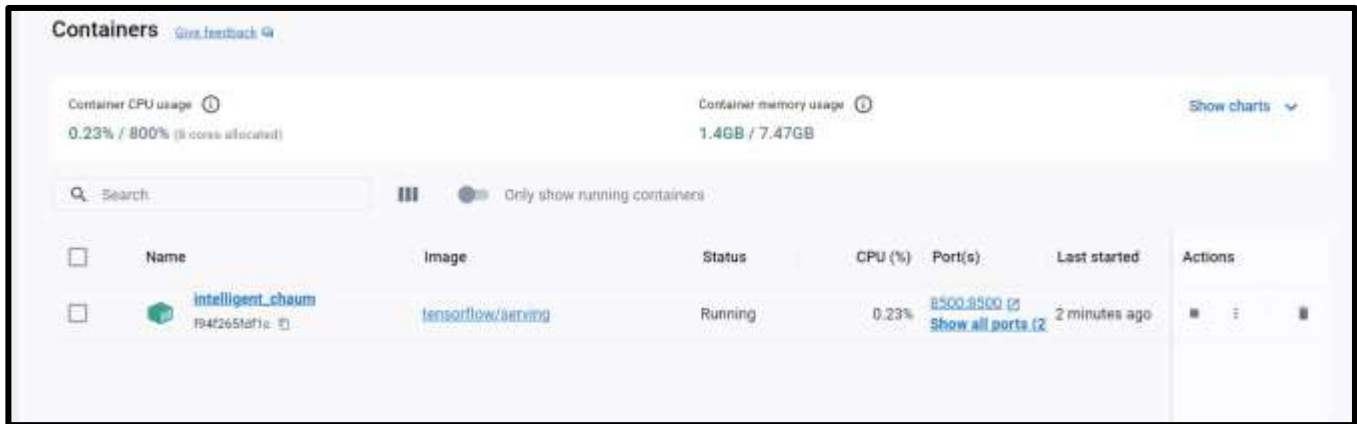 Containers Give feedback
Container CPU usage
0.23% / 800% (8 cores allocated)
Container memory usage
1.4GB / 7.47GB
Show charts
Search
Only show running containers
Name Image Status CPU (%) Port(s) Last started Actions
intelligent_chaum tensorflow/serving Running 0.23% 8500:8500 2 minutes ago
Show all ports (2